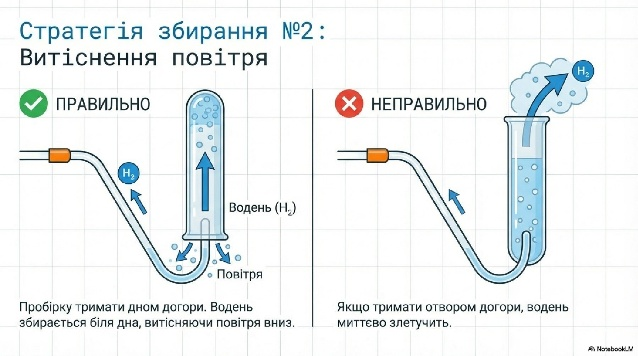 Стратегія збирання №2:
Витіснення повітря
ПРАВИЛЬНО
H₂
Водень (H₂)
Повітря
Пробірку тримати дном догори. Водень
збирається біля дна, витісняючи повітря вниз.
НЕПРАВИЛЬНО
H₂
Якщо тримати отвором догори, водень
миттєво злетучить.
NotebookLM